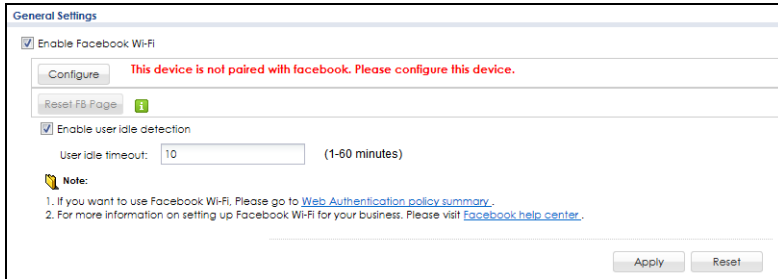 General Settings
Enable Facebook Wi-Fi
Configure This device is not paired with facebook. Please configure this device.
Reset FB Page i
Enable user idle detection
User idle timeout: 10 (1-60 minutes)
Note:
1. If you want to use Facebook Wi-Fi, Please go to Web Authentication policy summary .
2. For more information on setting up Facebook Wi-Fi for your business. Please visit Facebook help center .
Apply Reset